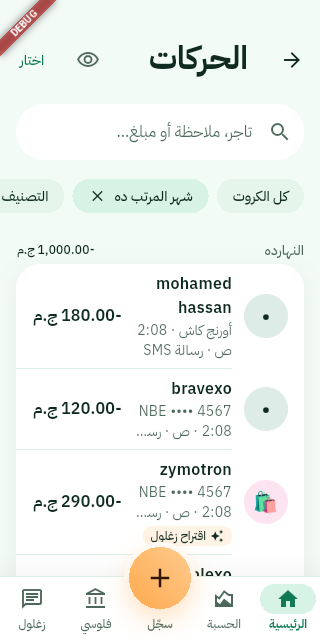 DEBUG
الحركات
اختار
تاجر، ملاحظة أو مبلغ...
كل الكروت
شهر المرتب ده ×
التصنيف
النهارده
-1,000.00 ج.م
mohamed hassan
أورنچ كاش · 2:08
ص · رسالة SMS
-180.00 ج.م
bravexo
NBE •••• 4567
2:08 ص · رسـ...
-120.00 ج.م
zymotron
NBE •••• 4567
2:08 ص · رسـ...
-290.00 ج.م
اقتراح زغلول
الرئيسية
الحسبة
سجّل
فلوسي
زغلول